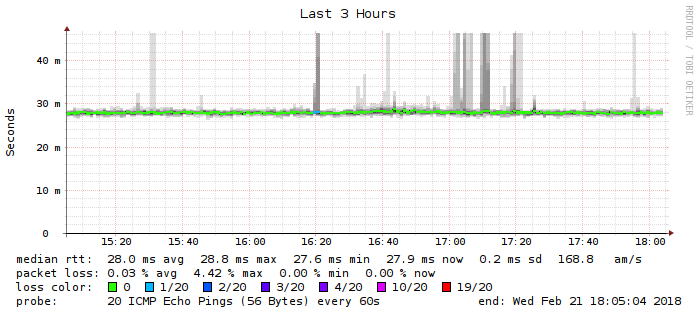 Last 3 Hours
RRDTOOL / TOBI OETIKER
Seconds
40 m
30 m
20 m
10 m
0
15:20 15:40 16:00 16:20 16:40 17:00 17:20 17:40 18:00
median rtt: 28.0 ms avg 28.8 ms max 27.6 ms min 27.9 ms now 0.2 ms sd 168.8 am/s
packet loss: 0.03 % avg 4.42 % max 0.00 % min 0.00 % now
loss color: 0 1/20 2/20 3/20 4/20 10/20 19/20
probe: 20 ICMP Echo Pings (56 Bytes) every 60s end: Wed Feb 21 18:05:04 2018